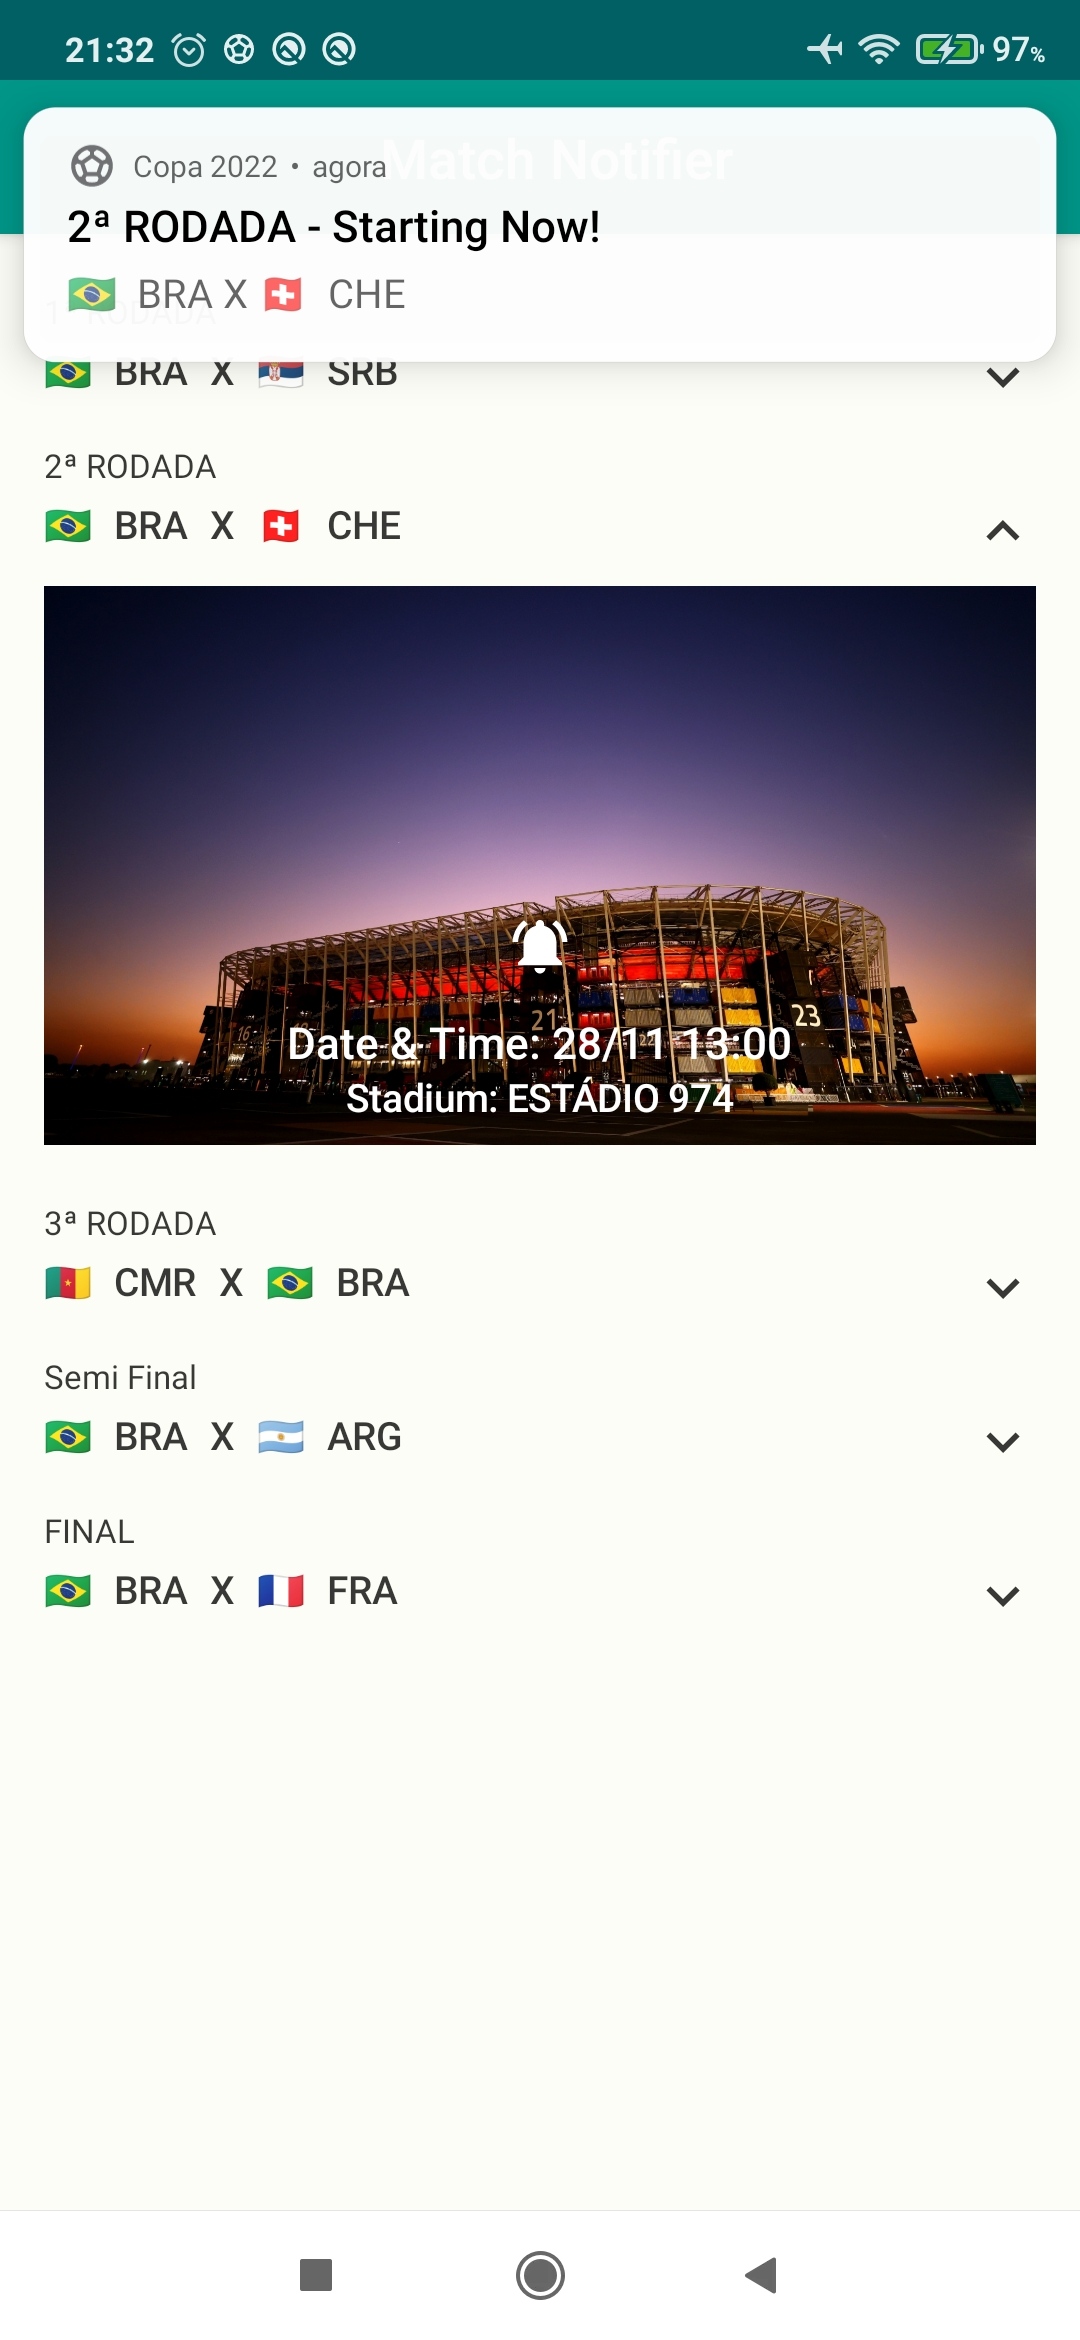 21:32 97%
Match Notifier
Copa 2022 • agora
2ª RODADA - Starting Now!
BRA X CHE
1ª RODADA
BRA X SRB
2ª RODADA
BRA X CHE
16
21
22
23
Date & Time: 28/11 13:00
Stadium: ESTÁDIO 974
3ª RODADA
CMR X BRA
Semi Final
BRA X ARG
FINAL
BRA X FRA